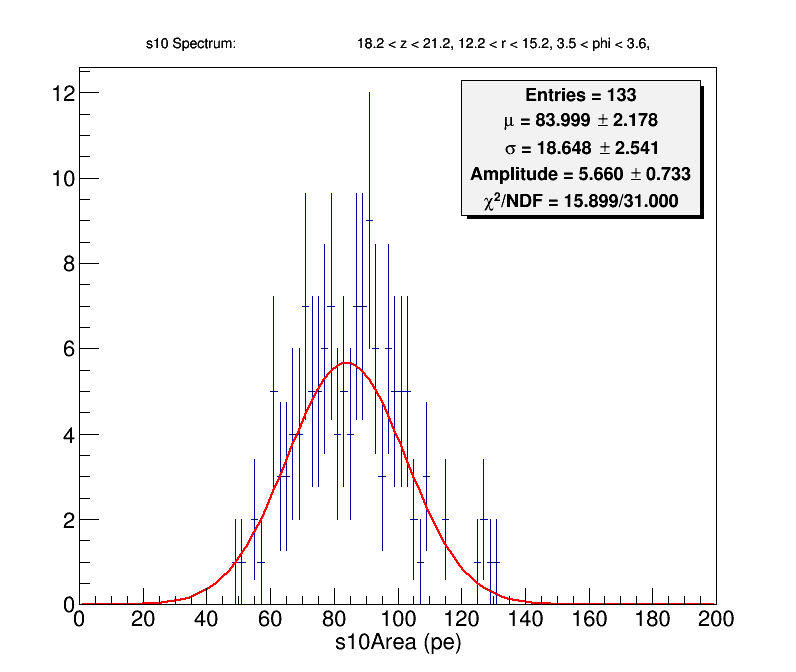 s10 Spectrum: 18.2 < z < 21.2, 12.2 < r < 15.2, 3.5 < phi < 3.6,
Entries = 133
μ = 83.999 ± 2.178
σ = 18.648 ± 2.541
Amplitude = 5.660 ± 0.733
χ²/NDF = 15.899/31.000
12
10
8
6
4
2
0
0 20 40 60 80 100 120 140 160 180 200
s10Area (pe)